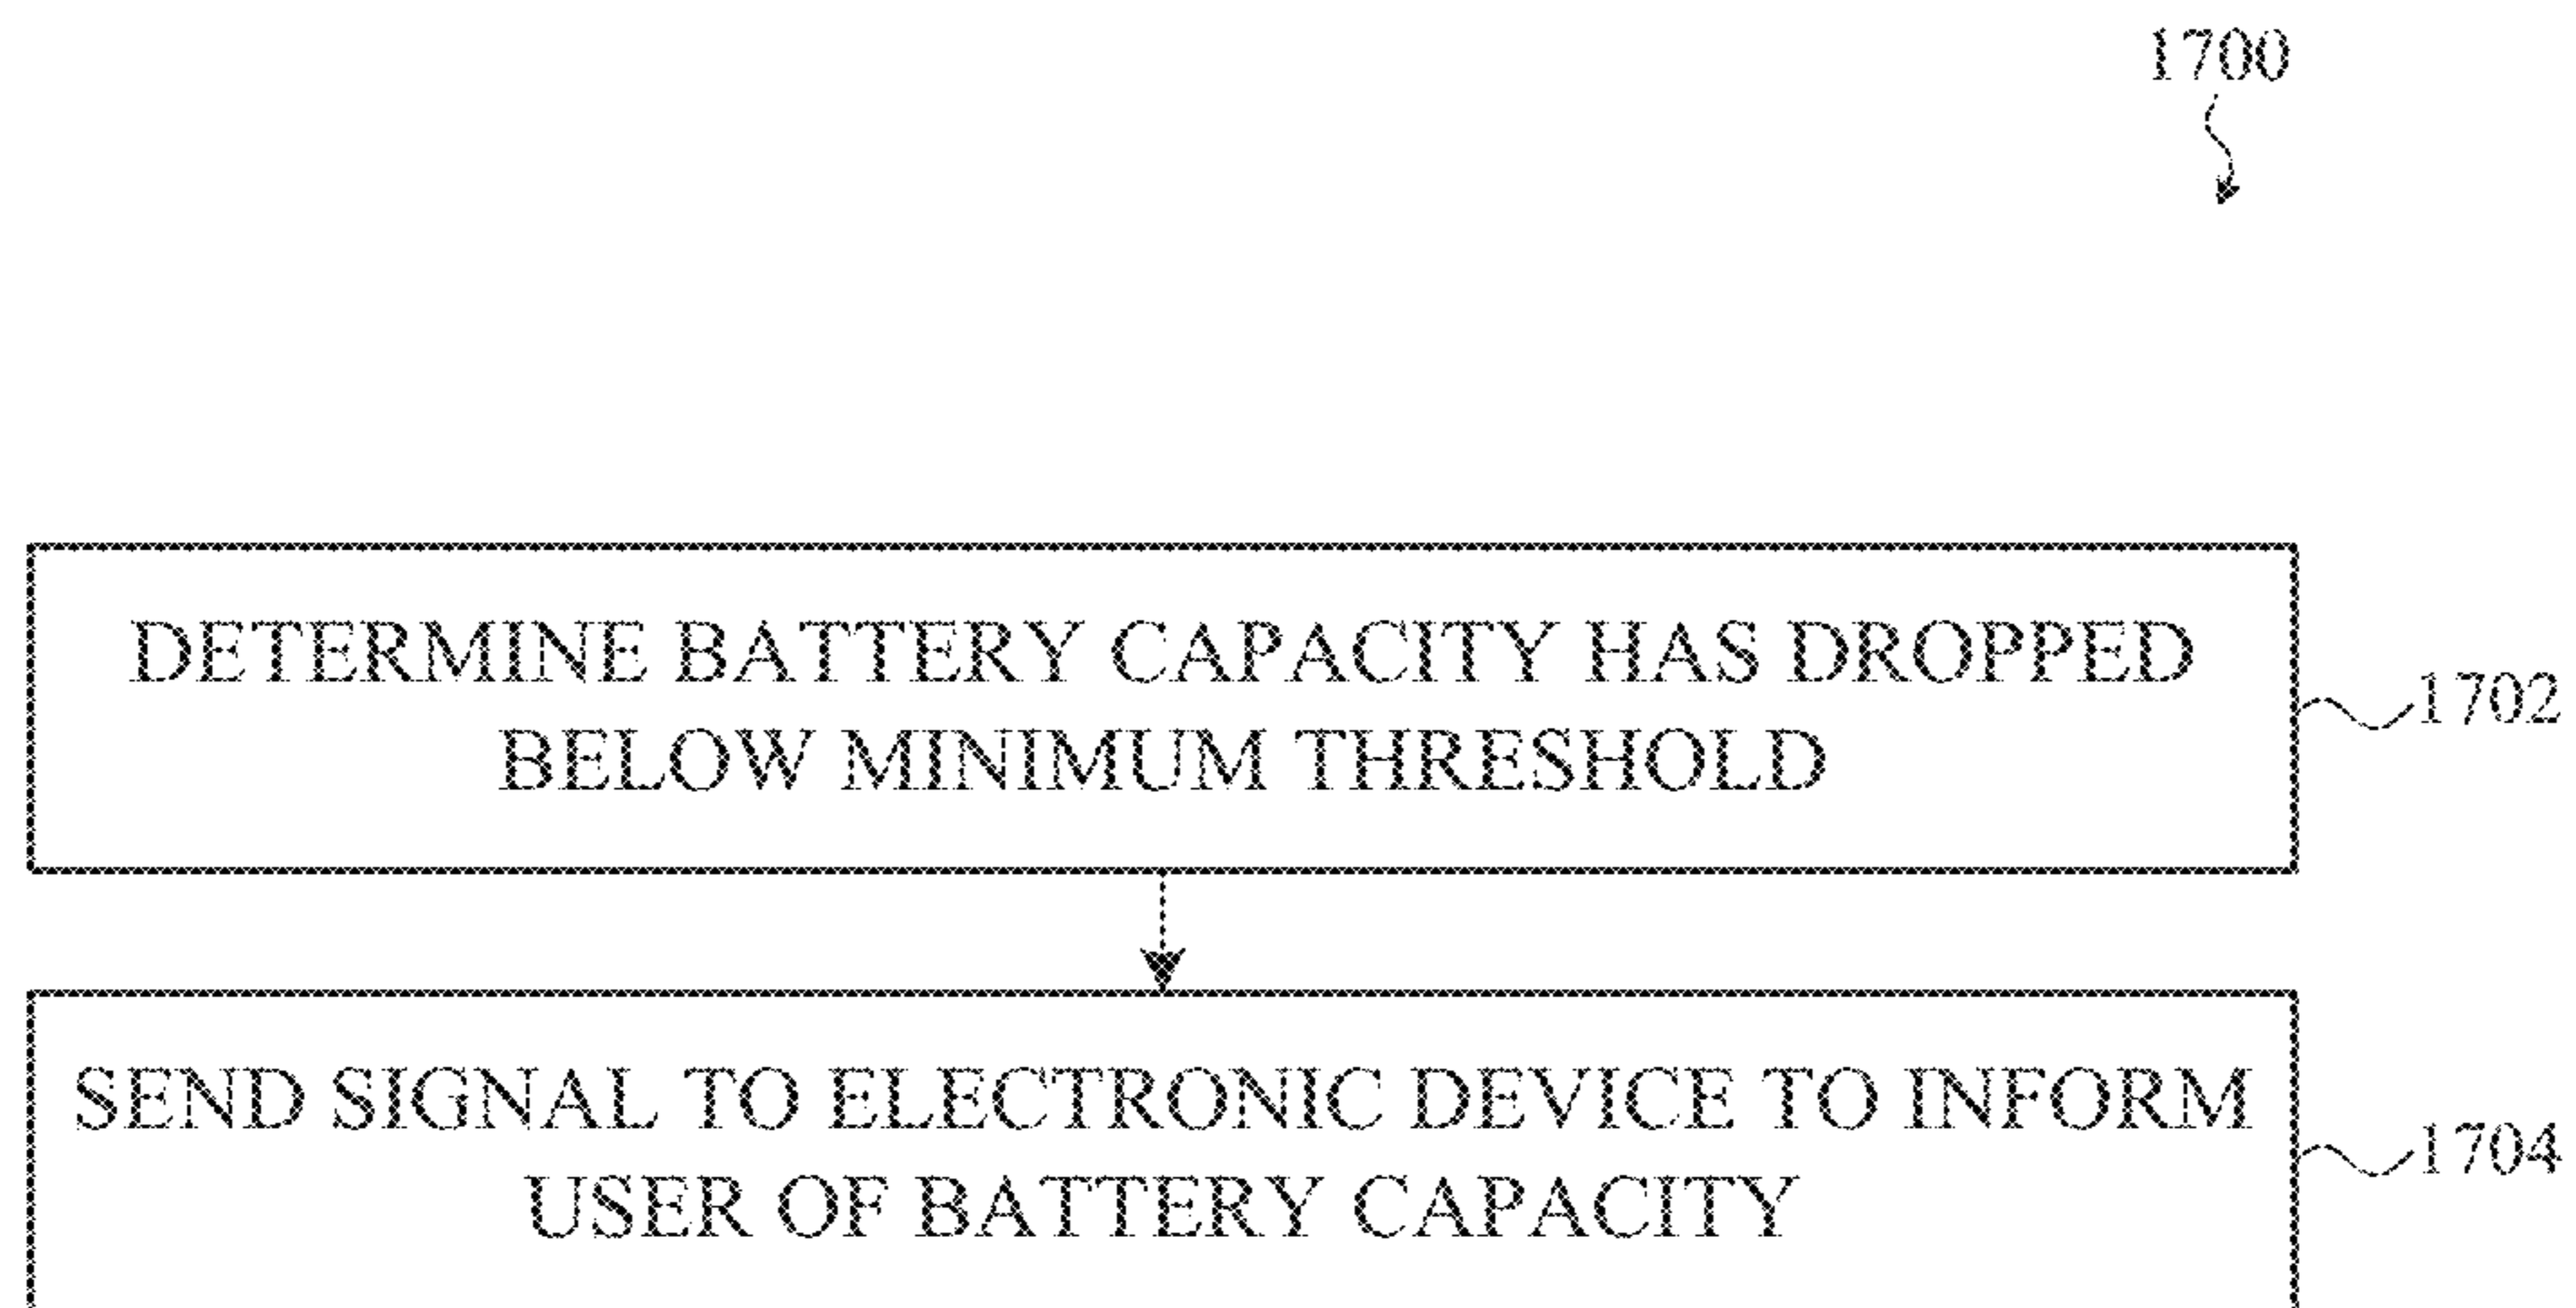 1700
DETERMINE BATTERY CAPACITY HAS DROPPED
BELOW MINIMUM THRESHOLD
1702
SEND SIGNAL TO ELECTRONIC DEVICE TO INFORM
USER OF BATTERY CAPACITY
1704